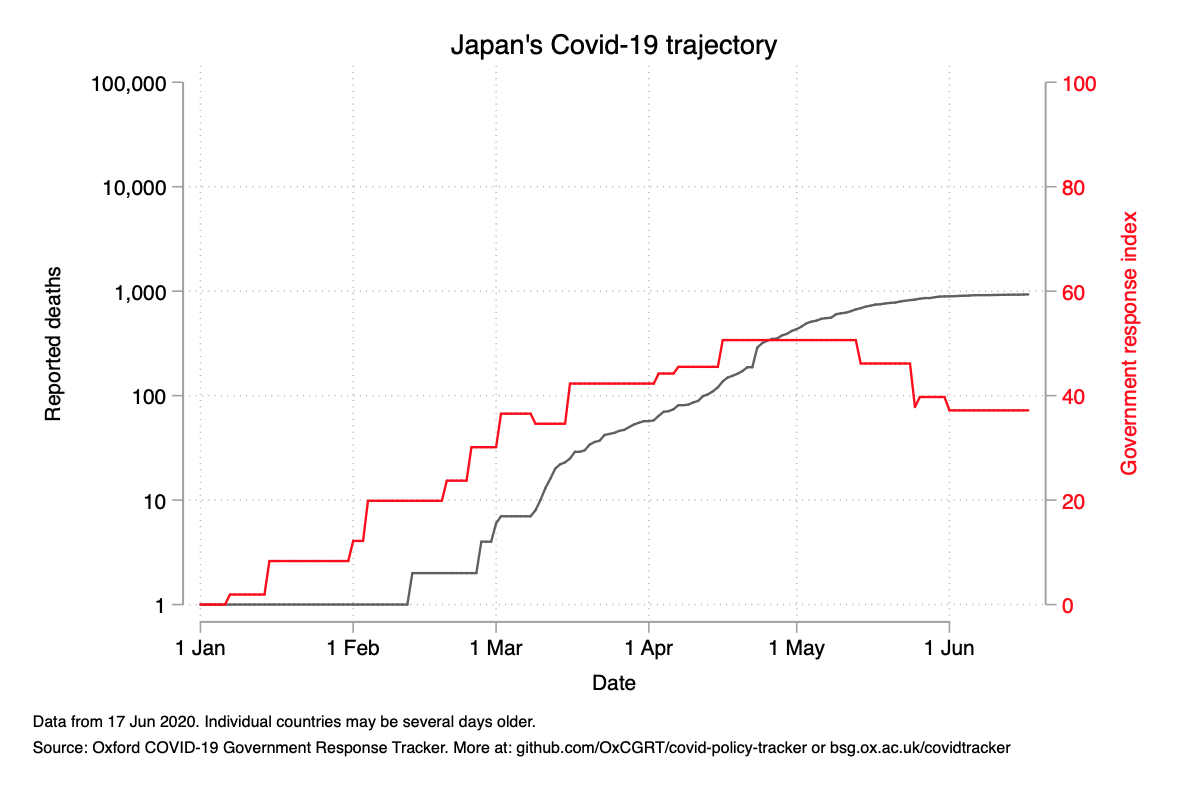 Japan's Covid-19 trajectory
100,000
10,000
1,000
100
10
1
Reported deaths
100
80
60
40
20
0
Government response index
1 Jan 1 Feb 1 Mar 1 Apr 1 May 1 Jun
Date
Data from 17 Jun 2020. Individual countries may be several days older.
Source: Oxford COVID-19 Government Response Tracker. More at: github.com/OxCGRT/covid-policy-tracker or bsg.ox.ac.uk/covidtracker